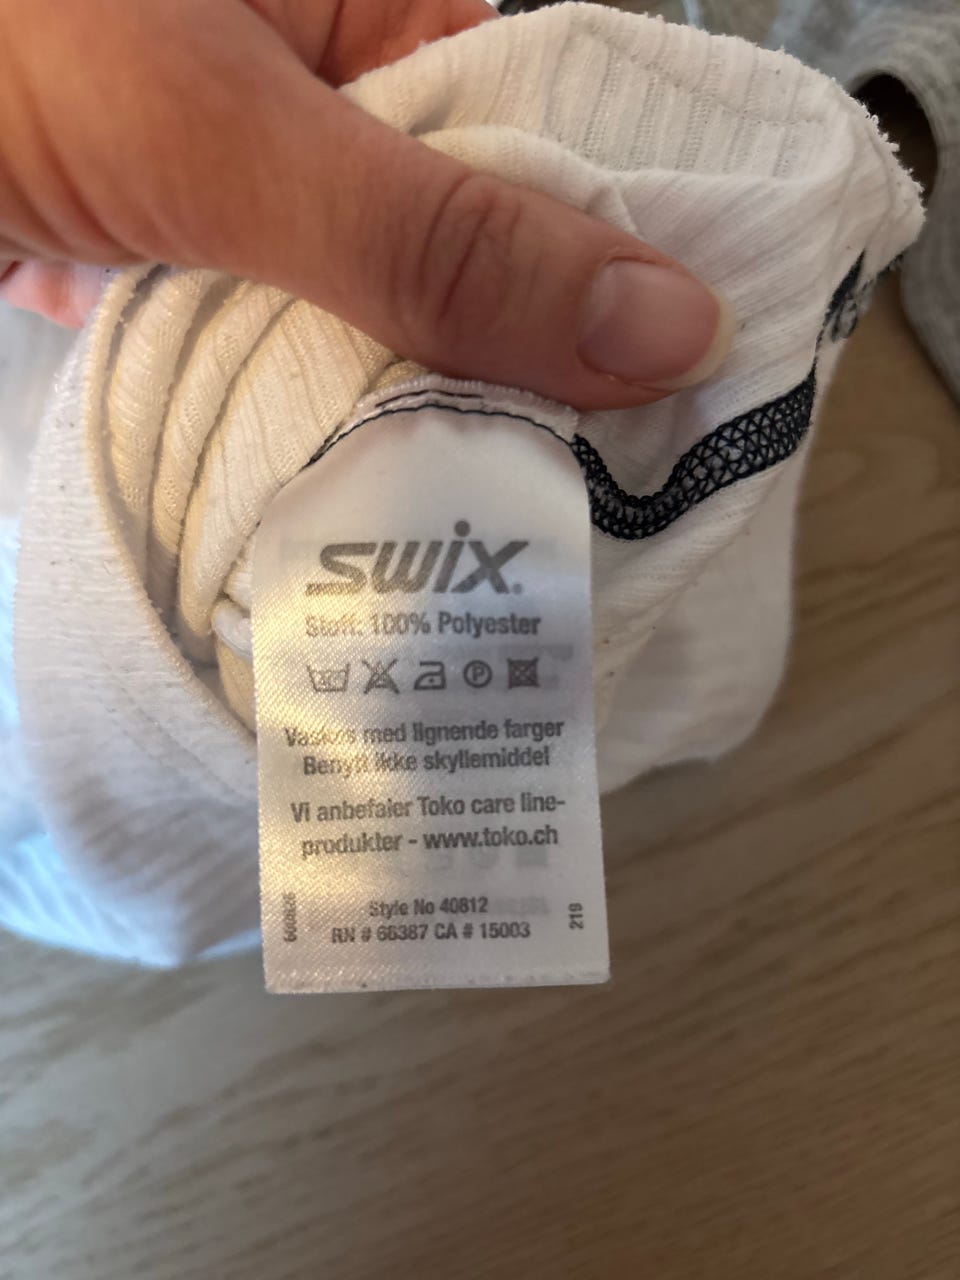 swix
Stoff: 100% Polyester
P
Vaskes med lignende farger
Benytt ikke skyllemiddel
Vi anbefaler Toko care line-
produkter - www.toko.ch
Style No 40812
RN # 66387 CA # 15003
219